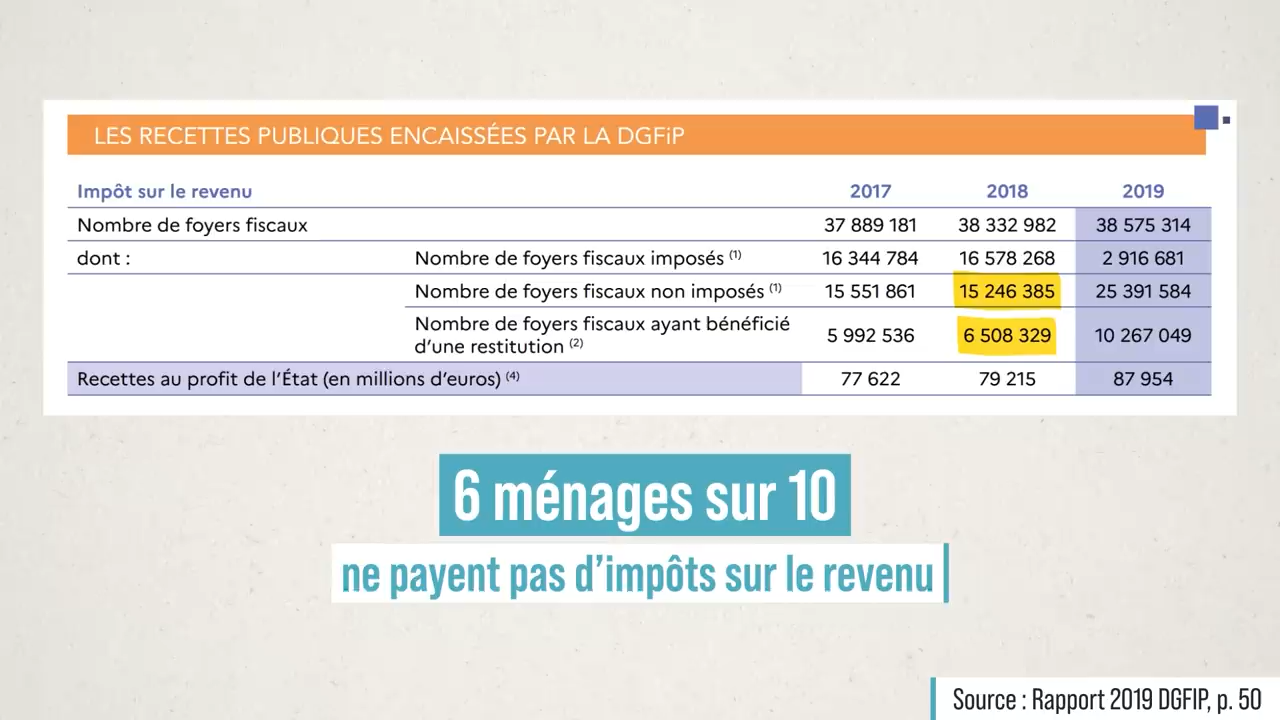 LES RECETTES PUBLIQUES ENCAISSÉES PAR LA DGFiP
Impôt sur le revenu 2017 2018 2019
Nombre de foyers fiscaux 37 889 181 38 332 982 38 575 314
dont : Nombre de foyers fiscaux imposés (1) 16 344 784 16 578 268 2 916 681
Nombre de foyers fiscaux non imposés (1) 15 551 861 15 246 385 25 391 584
Nombre de foyers fiscaux ayant bénéficié
d’une restitution (2) 5 992 536 6 508 329 10 267 049
Recettes au profit de l’État (en millions d’euros) (4) 77 622 79 215 87 954
6 ménages sur 10
ne payent pas d’impôts sur le revenu
Source : Rapport 2019 DGFIP, p. 50